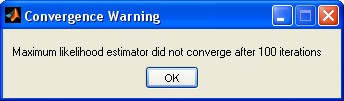 Convergence Warning
Maximum likelihood estimator did not converge after 100 iterations
OK